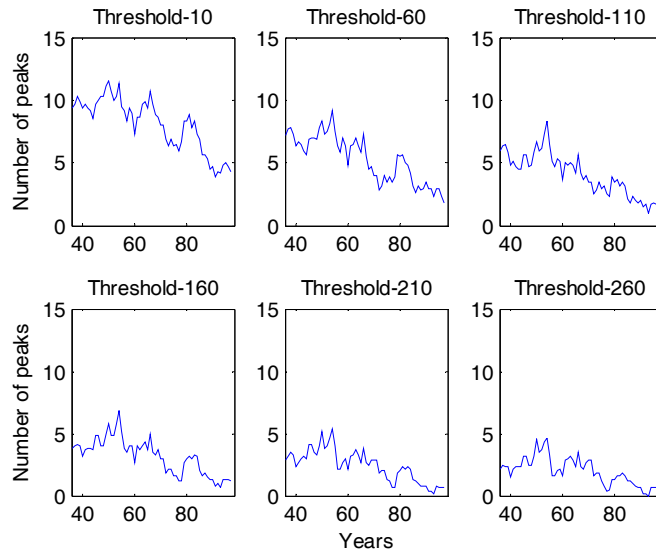 Threshold-10 Threshold-60 Threshold-110
15 15 15
10 10 10
5 5 5
0 0 0
40 60 80 40 60 80 40 60 80
Number of peaks
Threshold-160 Threshold-210 Threshold-260
15 15 15
10 10 10
5 5 5
0 0 0
40 60 80 40 60 80 40 60 80
Number of peaks
Years